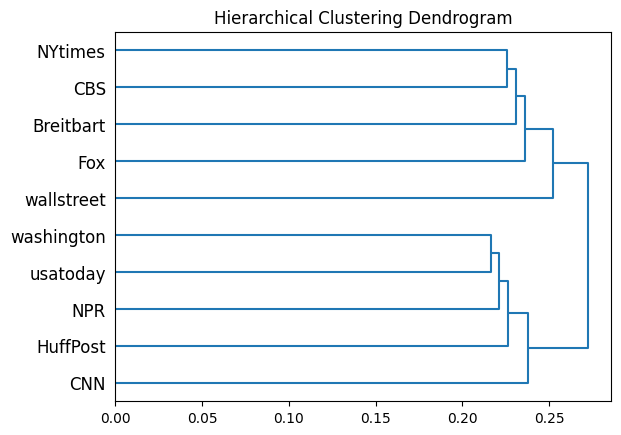 Hierarchical Clustering Dendrogram
NYtimes
CBS
Breitbart
Fox
wallstreet
washington
usatoday
NPR
HuffPost
CNN
0.00 0.05 0.10 0.15 0.20 0.25